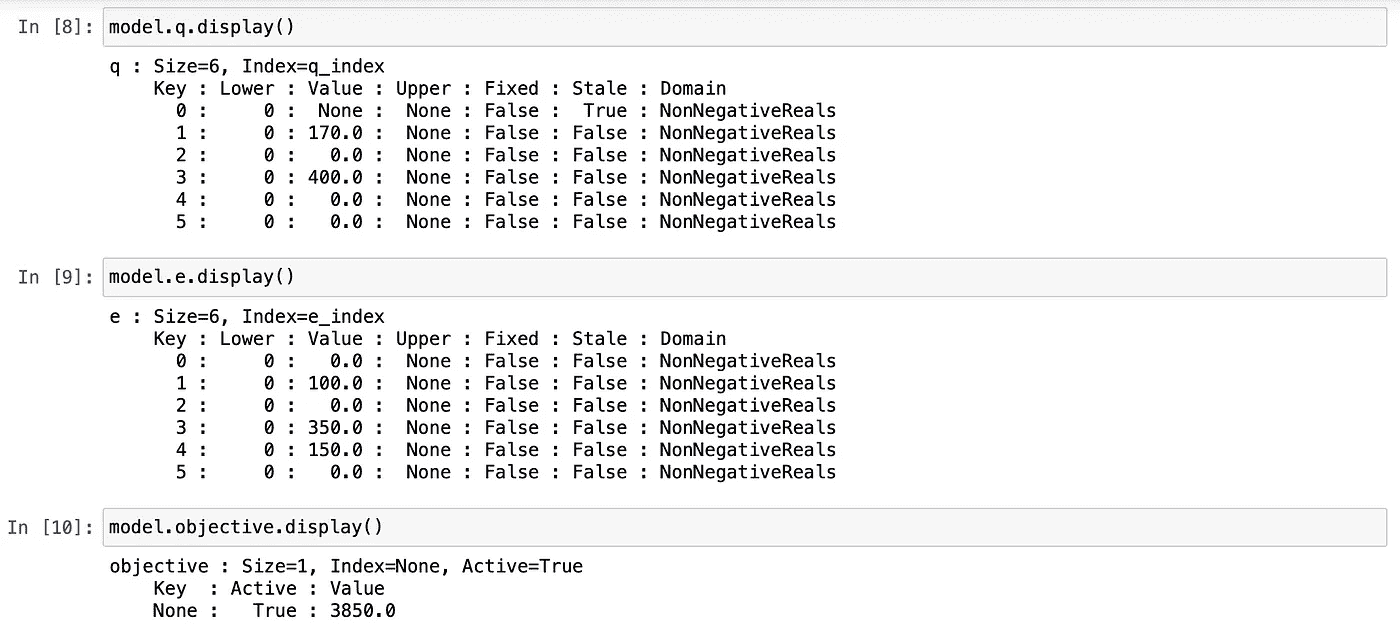 In [8]: model.q.display()
q : Size=6, Index=q_index
    Key : Lower : Value : Upper : Fixed : Stale : Domain
      0 :     0 :  None :  None : False :  True : NonNegativeReals
      1 :     0 : 170.0 :  None : False : False : NonNegativeReals
      2 :     0 :   0.0 :  None : False : False : NonNegativeReals
      3 :     0 : 400.0 :  None : False : False : NonNegativeReals
      4 :     0 :   0.0 :  None : False : False : NonNegativeReals
      5 :     0 :   0.0 :  None : False : False : NonNegativeReals
In [9]: model.e.display()
e : Size=6, Index=e_index
    Key : Lower : Value : Upper : Fixed : Stale : Domain
      0 :     0 :   0.0 :  None : False : False : NonNegativeReals
      1 :     0 : 100.0 :  None : False : False : NonNegativeReals
      2 :     0 :   0.0 :  None : False : False : NonNegativeReals
      3 :     0 : 350.0 :  None : False : False : NonNegativeReals
      4 :     0 : 150.0 :  None : False : False : NonNegativeReals
      5 :     0 :   0.0 :  None : False : False : NonNegativeReals
In [10]: model.objective.display()
objective : Size=1, Index=None, Active=True
    Key  : Active : Value
    None :   True : 3850.0